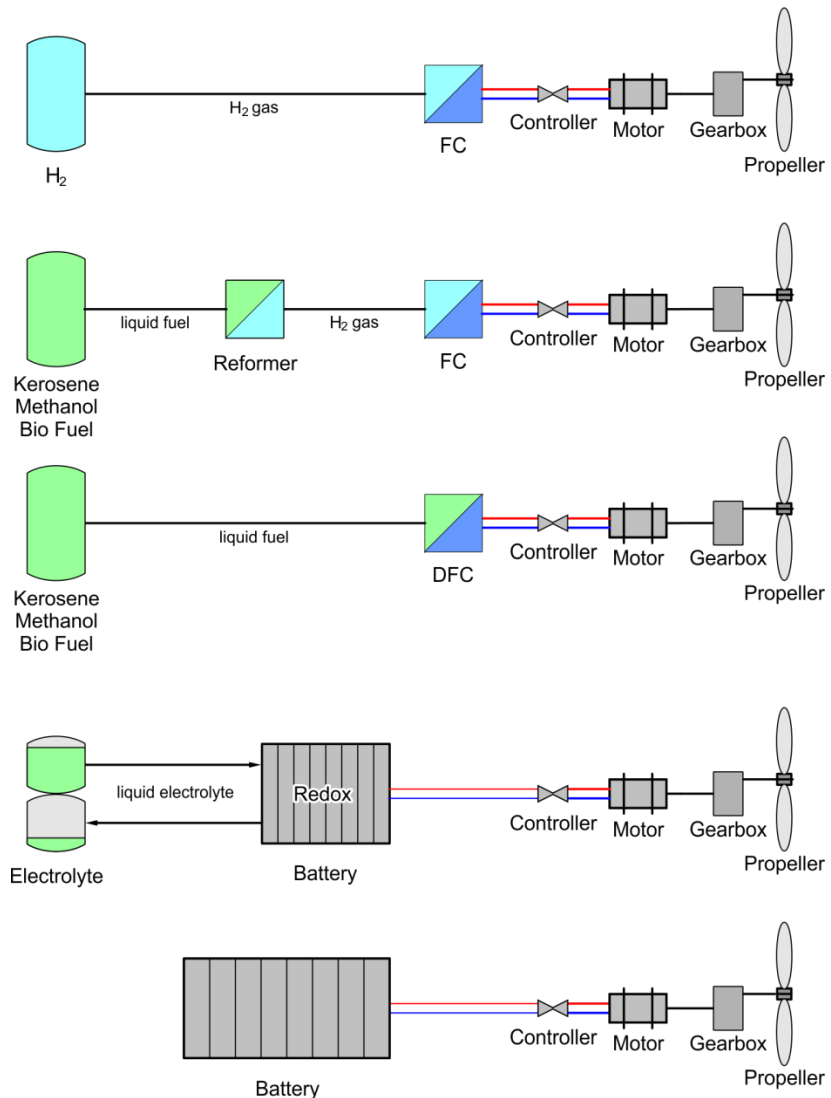 H₂ gas
Controller
Motor
Gearbox
FC
Propeller
H₂
liquid fuel
H₂ gas
Controller
Motor
Gearbox
Reformer
FC
Propeller
Kerosene
Methanol
Bio Fuel
liquid fuel
Controller
Motor
Gearbox
DFC
Propeller
Kerosene
Methanol
Bio Fuel
liquid electrolyte
Redox
Controller
Motor
Gearbox
Electrolyte
Battery
Propeller
Controller
Motor
Gearbox
Propeller
Battery